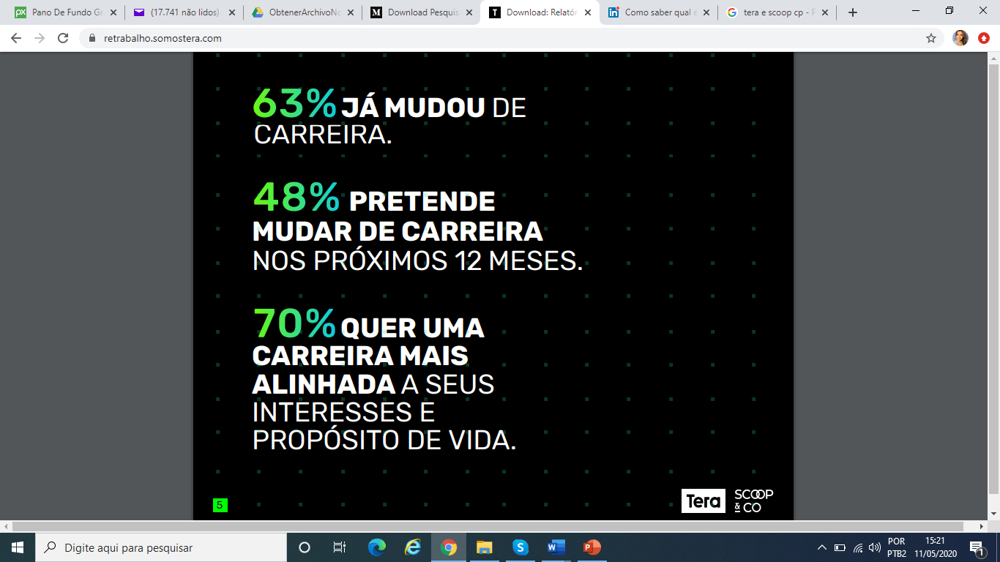 Pano De Fundo Gr
(17.741 não lidos)
ObtenerArchivoNo
Download Pesquis
Download: Relatór
Como saber qual é
tera e scoop cp - P
retrabalho.somostera.com
63% JÁ MUDOU DE
CARREIRA.
48% PRETENDE
MUDAR DE CARREIRA
NOS PRÓXIMOS 12 MESES.
70% QUER UMA
CARREIRA MAIS
ALINHADA A SEUS
INTERESSES E
PROPÓSITO DE VIDA.
5
Tera
SCOOP
& CO
Digite aqui para pesquisar
POR
PTB2
15:21
11/05/2020
1